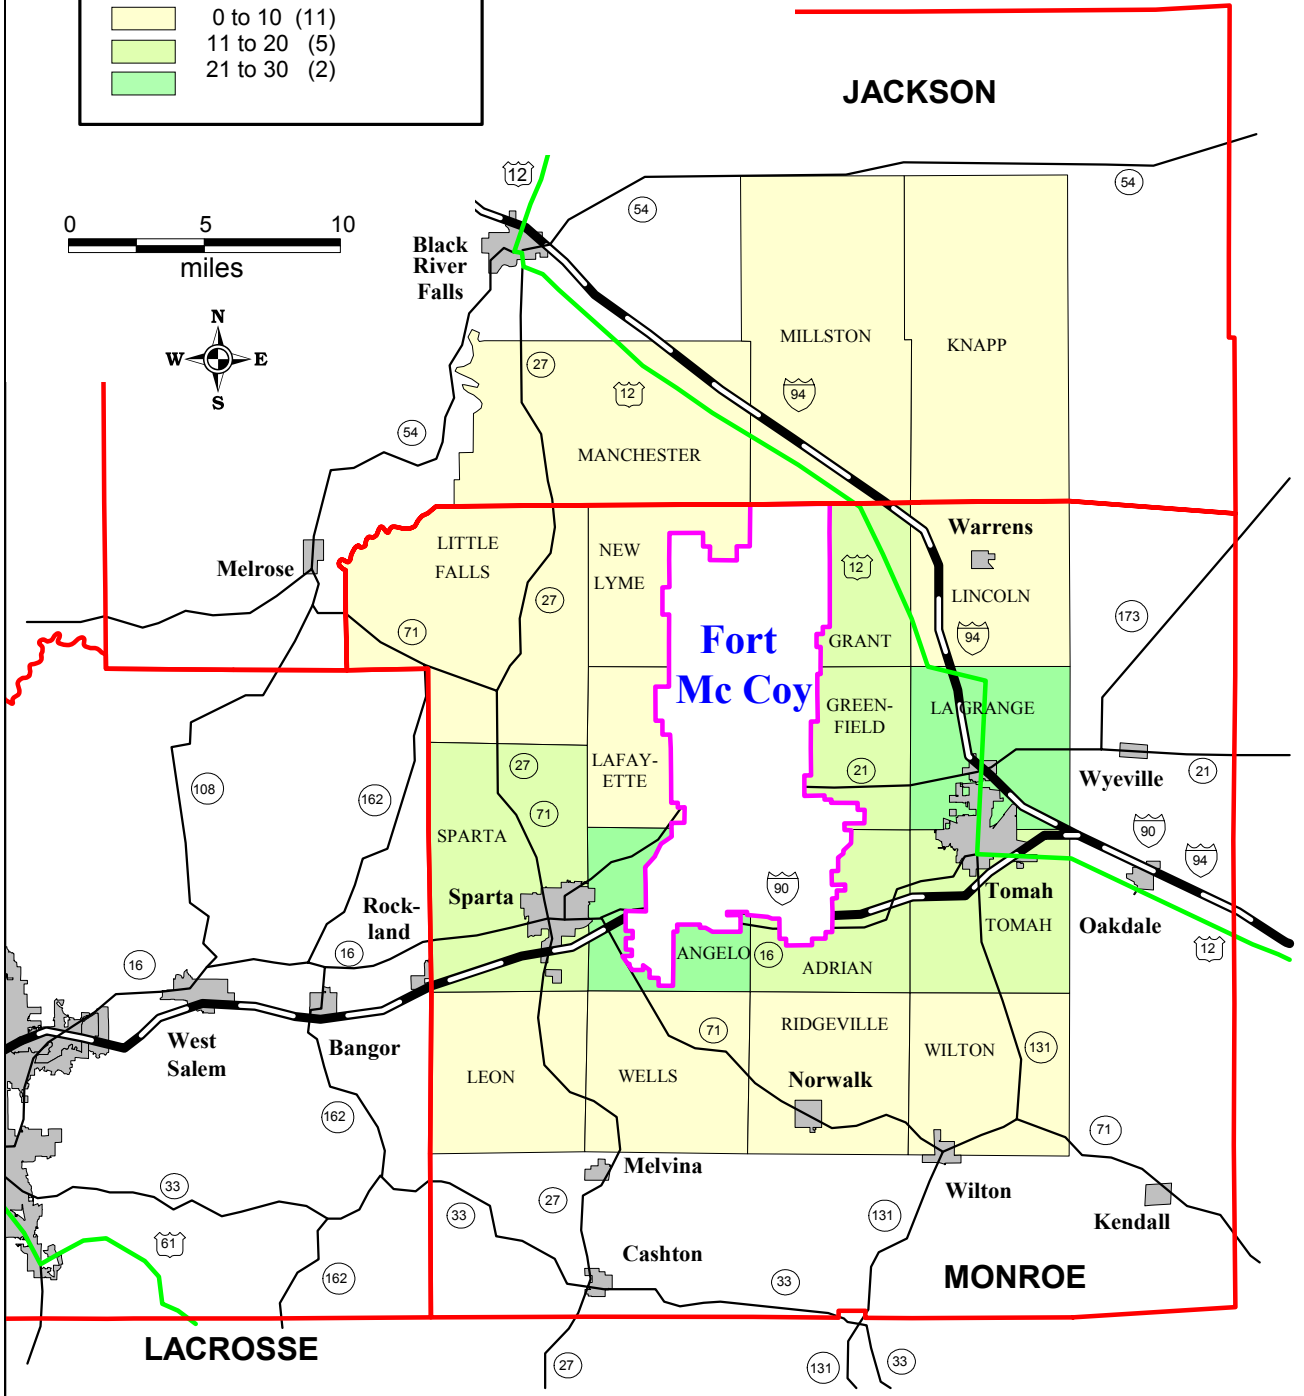 0 to 10 (11)
11 to 20 (5)
21 to 30 (2)
JACKSON
12
54
54
0 5 10
miles
Black
River
Falls
N
W E
S
MILLSTON
KNAPP
27
12
94
54
MANCHESTER
Warrens
LITTLE
FALLS
NEW
LYME
12
Melrose
27
LINCOLN
173
71
Fort
Mc Coy
GRANT
94
GREEN-
FIELD
LA GRANGE
LAFAY-
ETTE
27
21
Wyeville
21
108
162
71
SPARTA
90
94
90
Sparta
Tomah
Rock-
land
TOMAH
Oakdale
12
16
16
ANGELO
16
ADRIAN
West
Salem
Bangor
71
RIDGEVILLE
WILTON
131
LEON
WELLS
Norwalk
162
71
Melvina
33
27
Wilton
33
131
Kendall
61
Cashton
162
33
MONROE
LACROSSE
27
131
33